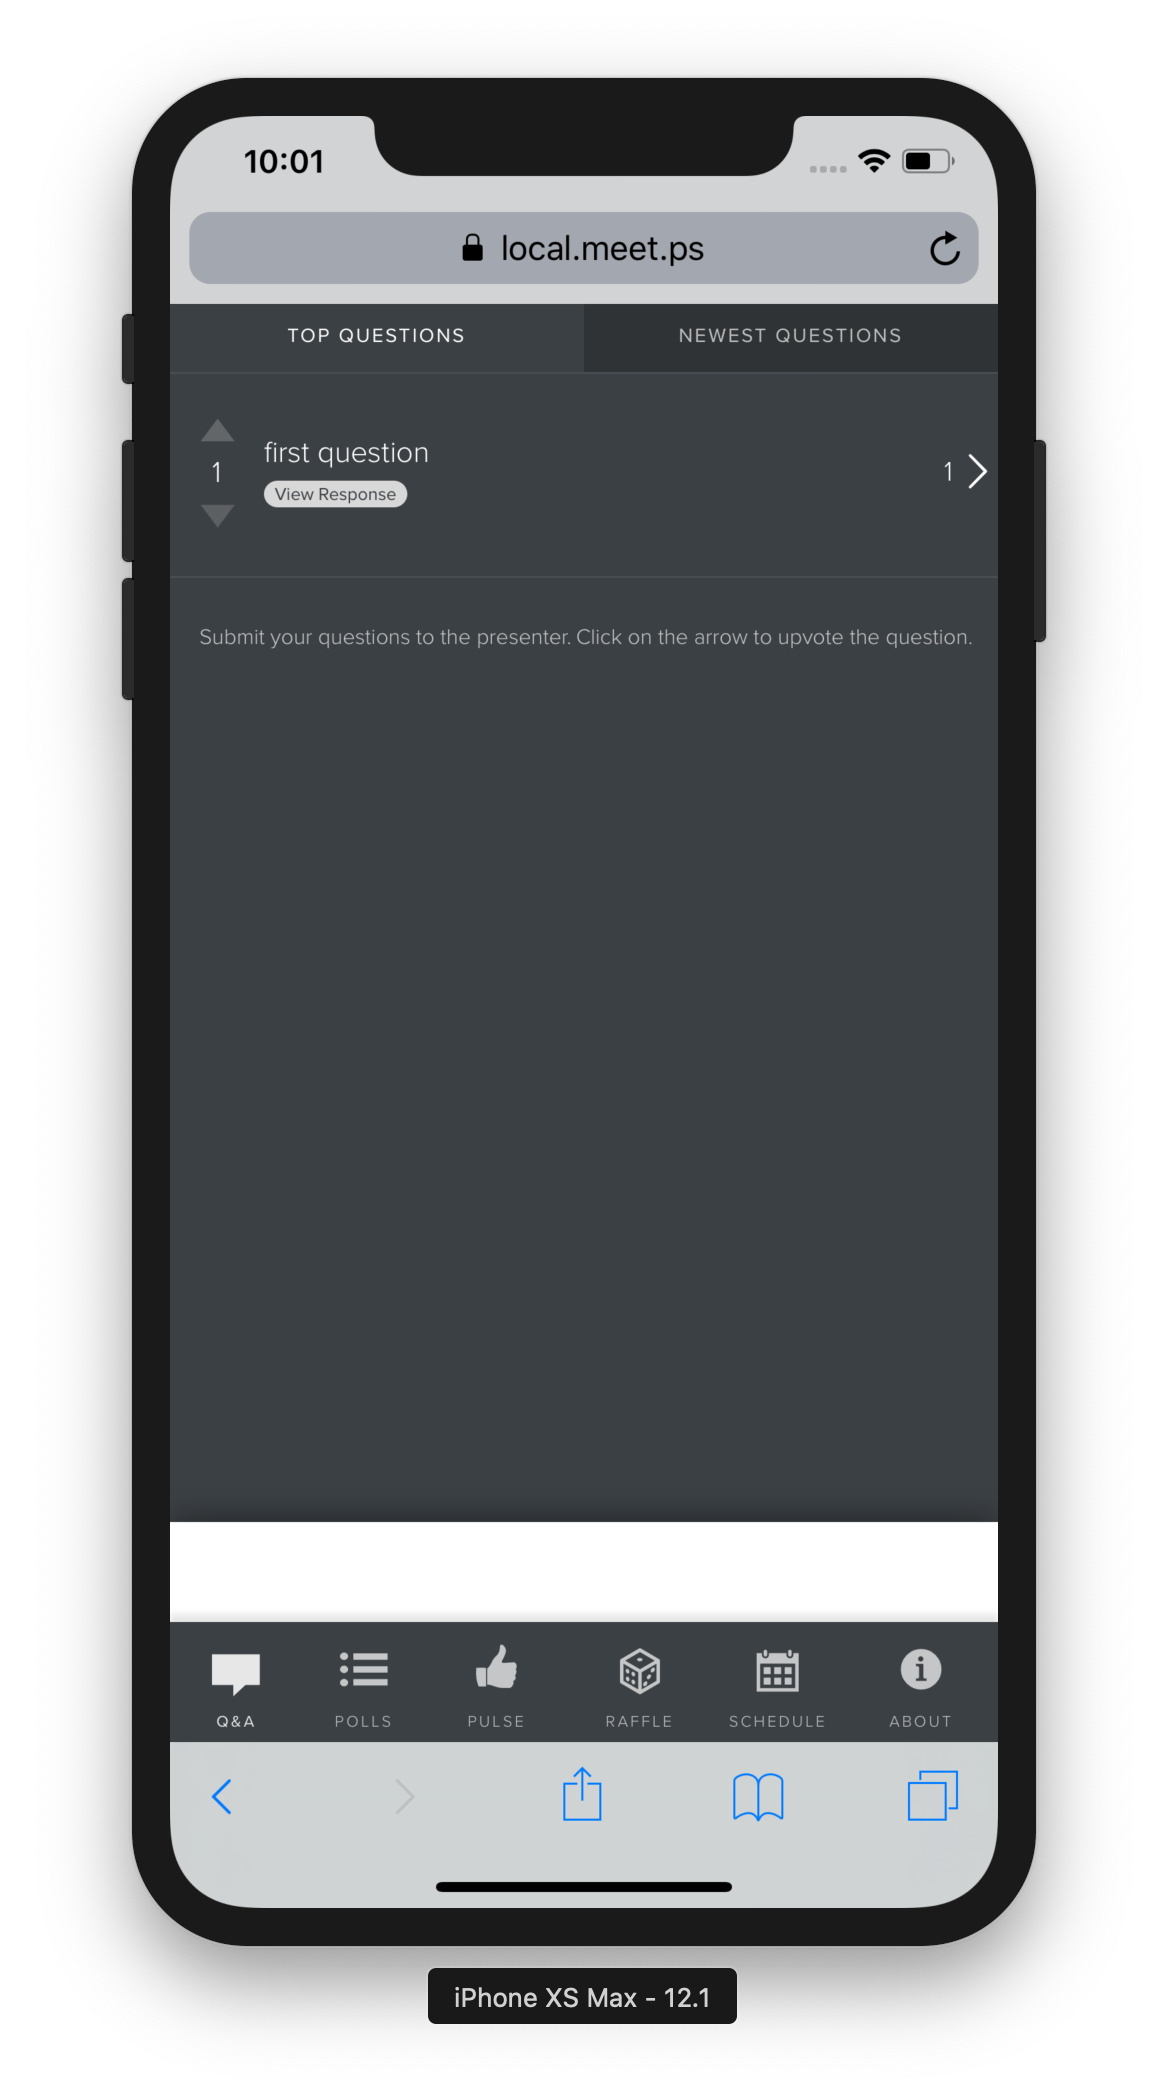 10:01
local.meet.ps
TOP QUESTIONS NEWEST QUESTIONS
first question
1
View Response
1
Submit your questions to the presenter. Click on the arrow to upvote the question.
Q&A POLLS PULSE RAFFLE SCHEDULE ABOUT
iPhone XS Max - 12.1